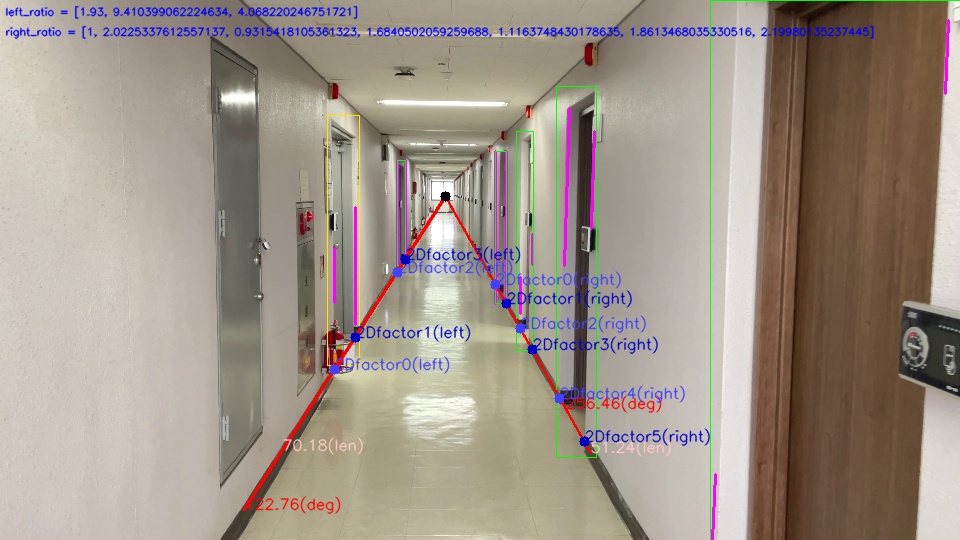 left_ratio = [1.93, 9.410399062224634, 4.068220246751721]
right_ratio = [1, 2.0225337612557137, 0.9315418105361323, 1.6840502059259688, 1.1163748430178635, 1.8613468035330516, 2.19980135237445]
2Dfactor3(left)
2Dfactor2(left)
2Dfactor0(right)
2Dfactor1(right)
2Dfactor2(right)
2Dfactor1(left)
2Dfactor3(right)
2Dfactor0(left)
2Dfactor4(right)
56.46(deg)
2Dfactor5(right)
70.18(len)
51.24(len)
22.76(deg)